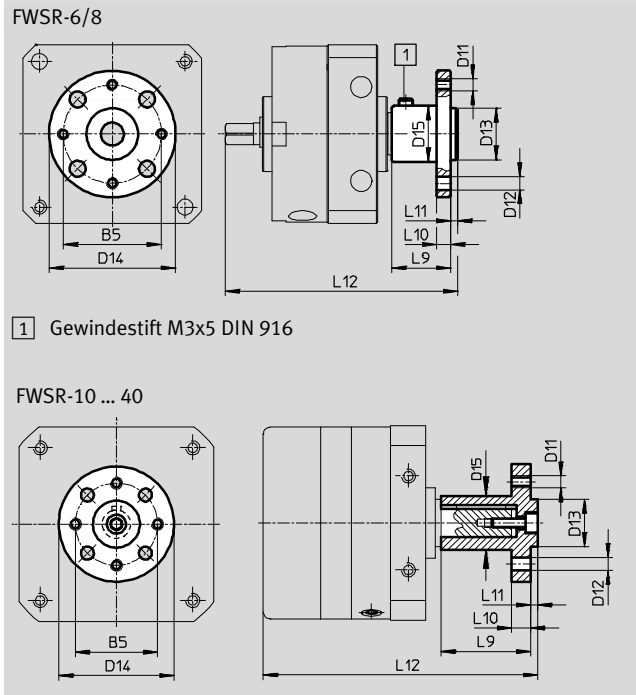 FWSR-6/8
1
D11
D15
D13
D12
L11
L10
L9
B5
D14
L12
1 Gewindestift M3x5 DIN 916
FWSR-10 ... 40
D11
D15
D13
D12
L11
L10
L9
B5
D14
L12